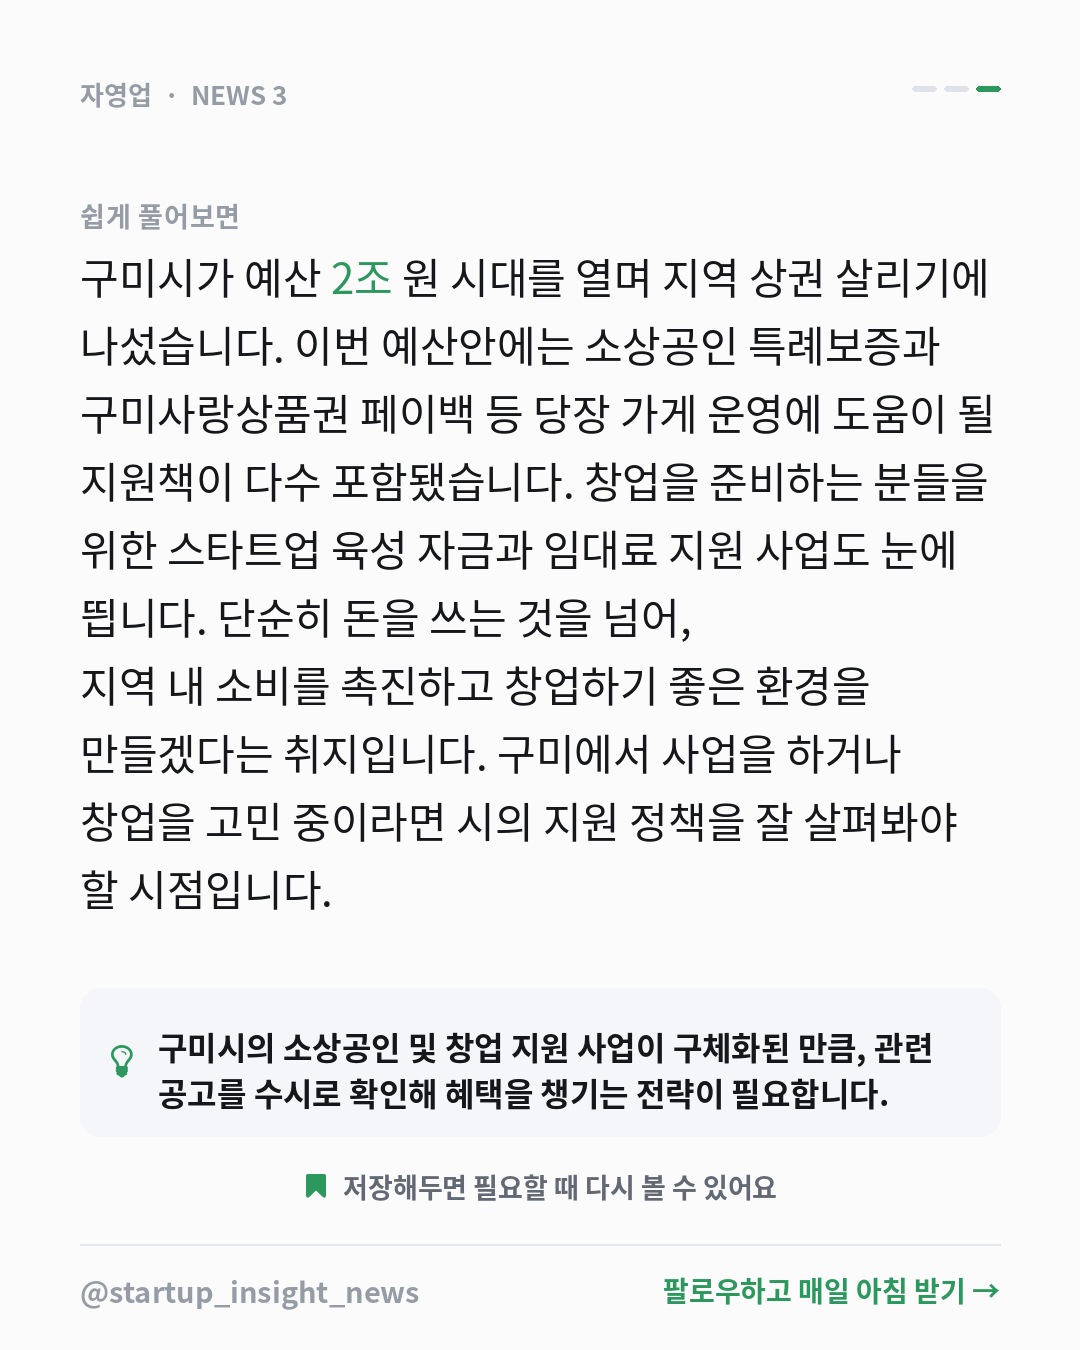 자영업 · NEWS 3
쉽게 풀어보면
구미시가 예산 2조 원 시대를 열며 지역 상권 살리기에
나섰습니다. 이번 예산안에는 소상공인 특례보증과
구미사랑상품권 페이백 등 당장 가게 운영에 도움이 될
지원책이 다수 포함됐습니다. 창업을 준비하는 분들을
위한 스타트업 육성 자금과 임대료 지원 사업도 눈에
띕니다. 단순히 돈을 쓰는 것을 넘어,
지역 내 소비를 촉진하고 창업하기 좋은 환경을
만들겠다는 취지입니다. 구미에서 사업을 하거나
창업을 고민 중이라면 시의 지원 정책을 잘 살펴봐야
할 시점입니다.
구미시의 소상공인 및 창업 지원 사업이 구체화된 만큼, 관련
공고를 수시로 확인해 혜택을 챙기는 전략이 필요합니다.
저장해두면 필요할 때 다시 볼 수 있어요
@startup_insight_news
팔로우하고 매일 아침 받기 →